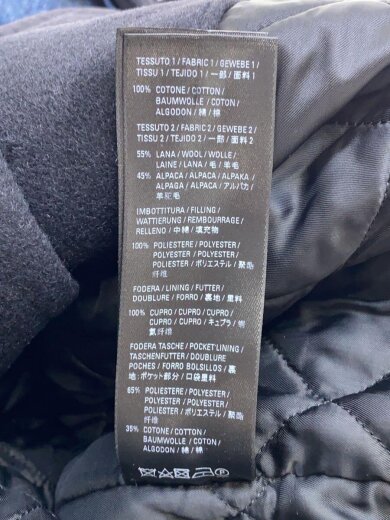 TESSUTO 1 / FABRIC 1 / GEWEBE 1 /
TISSU 1 / TEJIDO 1 / 一部 / 面料 1
100% COTONE / COTTON /
BAUMWOLLE / COTON /
ALGODON / 綿 / 棉
TESSUTO 2 / FABRIC 2 / GEWEBE 2 /
TISSU 2 / TEJIDO 2 / 一部 / 面料 2
55% LANA / WOOL / WOLLE /
LAINE / LANA / 毛 / 羊毛
45% ALPACA / ALPACA / ALPAKA /
ALPAGA / ALPACA / アルパカ /
羊驼毛
IMBOTTITURA / FILLING /
WATTIERUNG / REMBOURRAGE /
RELLENO / 中綿 / 填充物
100% POLIESTERE / POLYESTER /
POLYESTER / POLYESTER /
POLIESTER / ポリエステル / 聚酯
纤维
FODERA / LINING / FUTTER /
DOUBLURE / FORRO / 裏地 / 里料
100% CUPRO / CUPRO / CUPRO /
CUPRO / CUPRO / キュプラ / 铜
氨纤维
FODERA TASCHE / POCKET LINING /
TASCHENFUTTER / DOUBLURE
POCHES / FORRO BOLSILLOS / 裏
地:ポケット部分 / 口袋里料
65% POLIESTERE / POLYESTER /
POLYESTER / POLYESTER /
POLIESTER / ポリエステル / 聚酯
纤维
35% COTONE / COTTON /
BAUMWOLLE / COTON /
ALGODON / 綿 / 棉